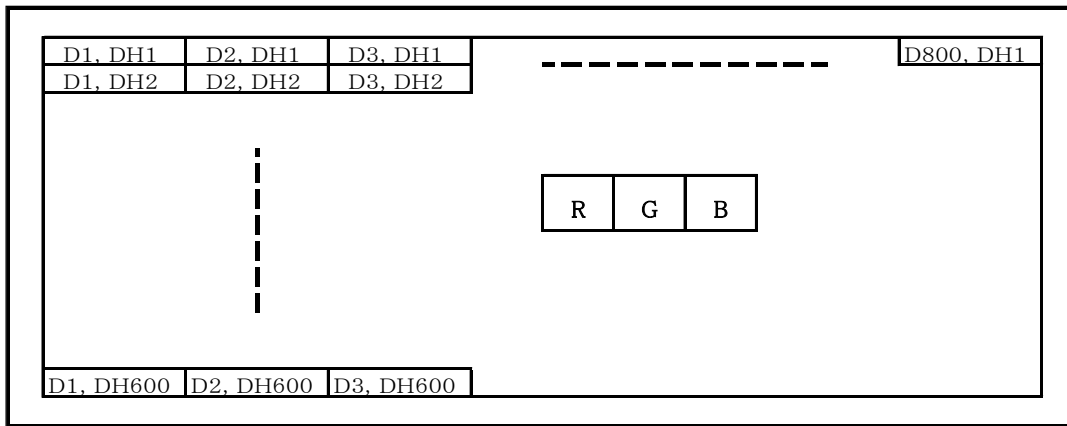 D1, DH1 D2, DH1 D3, DH1 D800, DH1
D1, DH2 D2, DH2 D3, DH2
R G B
D1, DH600 D2, DH600 D3, DH600